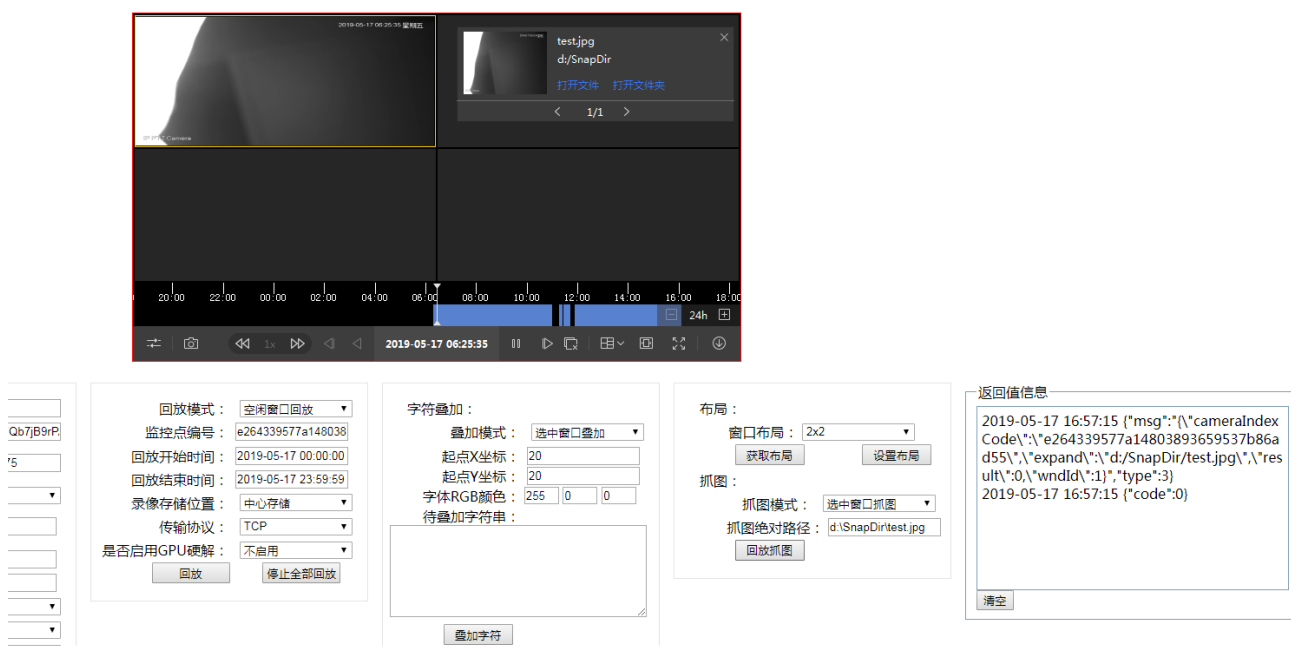 2019-05-17 06:25:35 星期五
test.jpg
d:/SnapDir
打开文件 打开文件夹
1/1
Camera
20:00 22:00 00:00 02:00 04:00 06:00 08:00 10:00 12:00 14:00 16:00 18:00
24h
1x 2019-05-17 06:25:35
Qb7jB9rP
75
回放模式： 空闲窗口回放
监控点编号： e264339577a148038
回放开始时间： 2019-05-17 00:00:00
回放结束时间： 2019-05-17 23:59:59
录像存储位置： 中心存储
传输协议： TCP
是否启用GPU硬解： 不启用
回放 停止全部回放
字符叠加：
叠加模式： 选中窗口叠加
起点X坐标： 20
起点Y坐标： 20
字体RGB颜色： 255 0 0
待叠加字符串：
叠加字符
布局：
窗口布局： 2x2
获取布局 设置布局
抓图：
抓图模式： 选中窗口抓图
抓图绝对路径： d:\SnapDir\test.jpg
回放抓图
返回值信息
2019-05-17 16:57:15 {"msg":"{\"cameraIndex
Code\":\"e264339577a14803893659537b86a
d55\",\"expand\":\"d:/SnapDir/test.jpg\",\"res
ult\":0,\"wndId\":1}","type":3}
2019-05-17 16:57:15 {"code":0}
清空